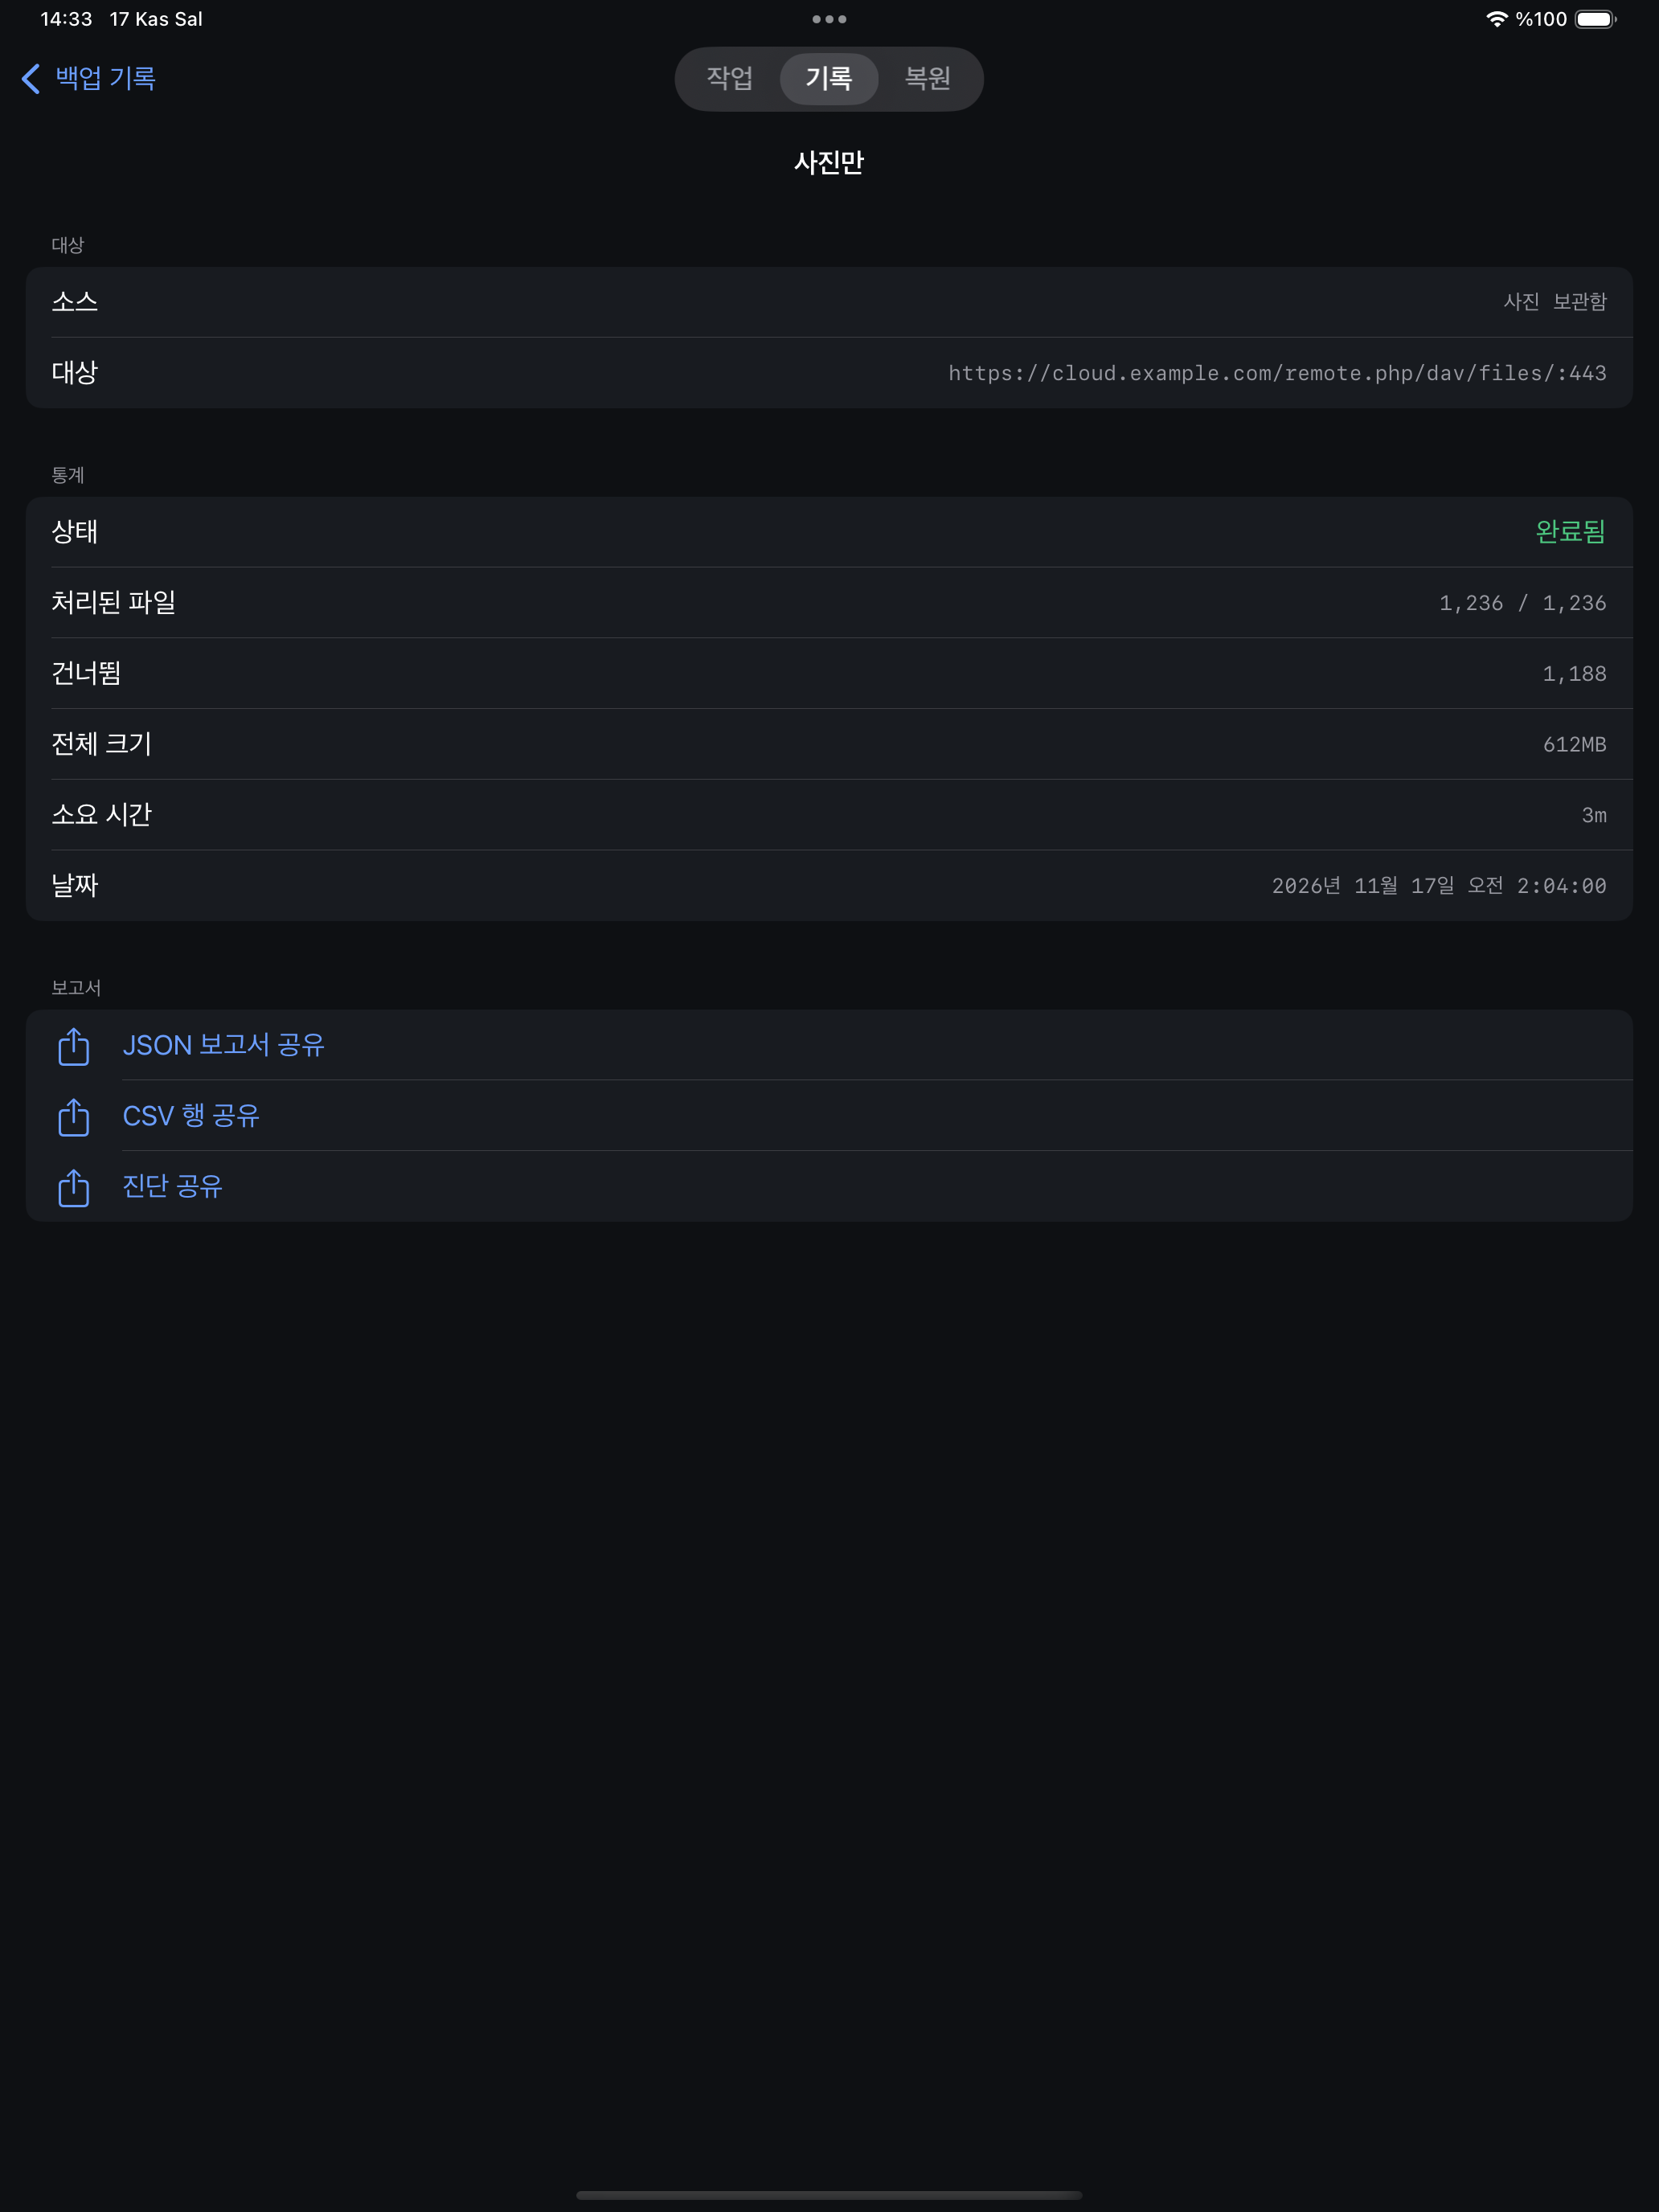 14:33 17 Kas Sal
%100
백업 기록
작업 기록 복원
사진만
대상
소스 사진 보관함
대상 https://cloud.example.com/remote.php/dav/files/:443
통계
상태 완료됨
처리된 파일 1,236 / 1,236
건너뜀 1,188
전체 크기 612MB
소요 시간 3m
날짜 2026년 11월 17일 오전 2:04:00
보고서
JSON 보고서 공유
CSV 행 공유
진단 공유